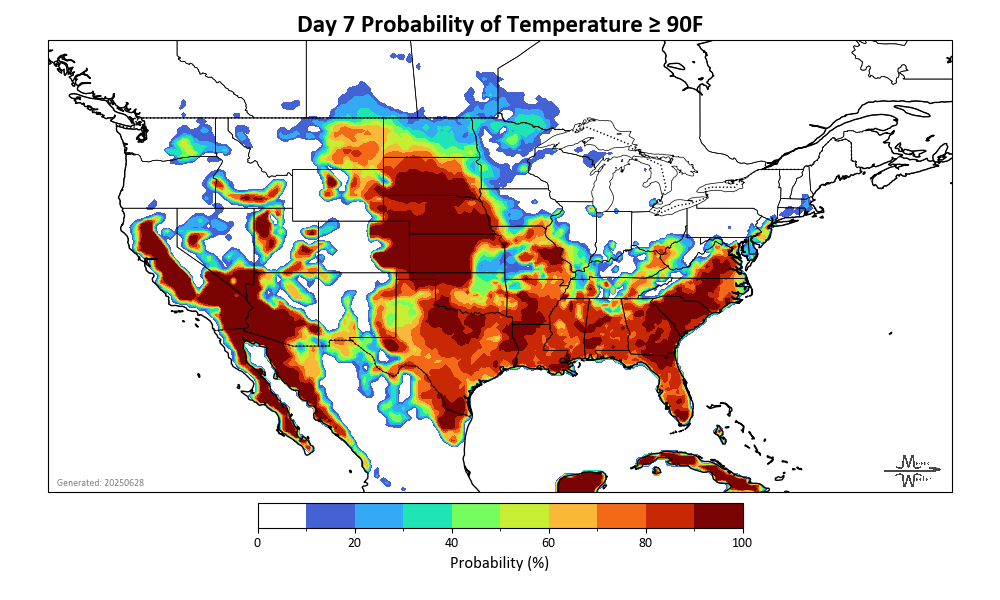 Day 7 Probability of Temperature ≥ 90F
Generated: 20250628
0 20 40 60 80 100
Probability (%)